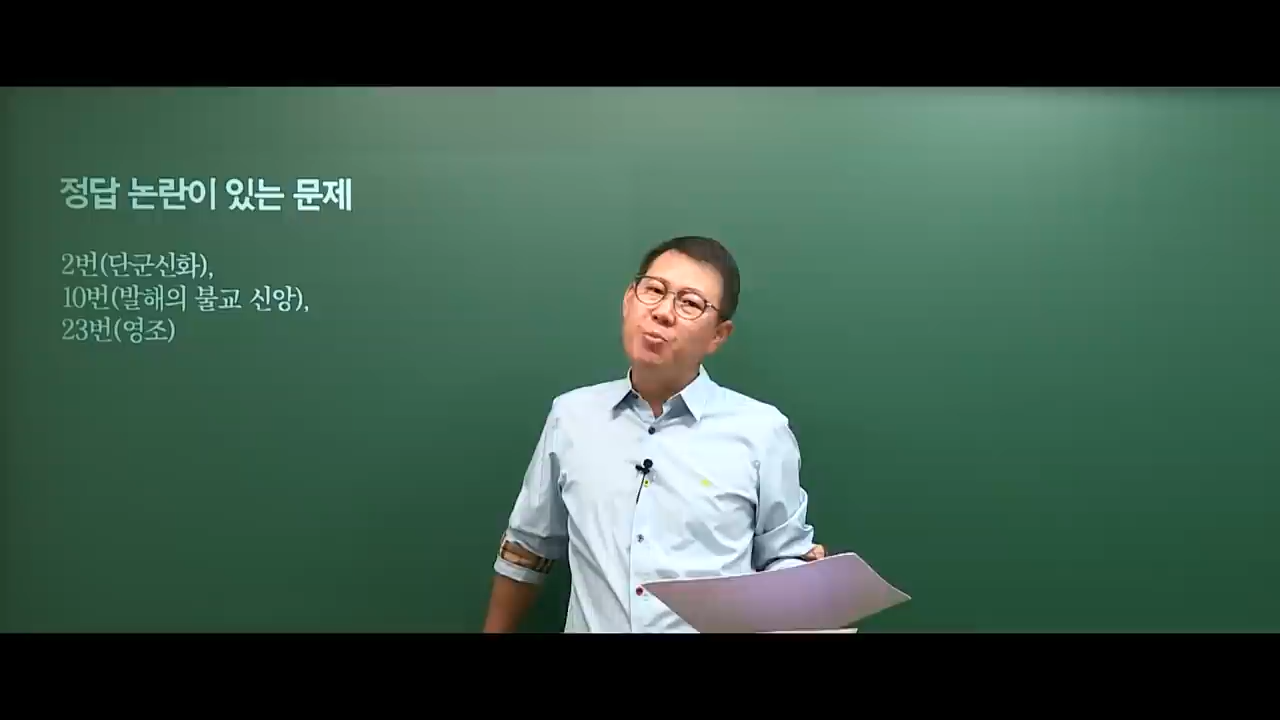 정답 논란이 있는 문제
2번(단군신화),
10번(발해의 불교 신앙),
23번(영조)